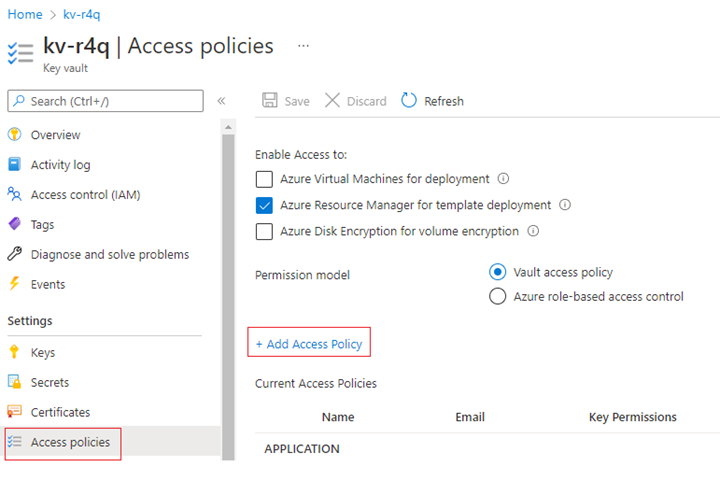 Home > kv-r4q
kv-r4q | Access policies ...
Key vault
Search (Ctrl+/)
«
Save
Discard
Refresh
Overview
Activity log
Access control (IAM)
Tags
Diagnose and solve problems
Events
Settings
Keys
Secrets
Certificates
Access policies
Enable Access to:
Azure Virtual Machines for deployment
Azure Resource Manager for template deployment
Azure Disk Encryption for volume encryption
Permission model
Vault access policy
Azure role-based access control
+ Add Access Policy
Current Access Policies
Name Email Key Permissions
APPLICATION